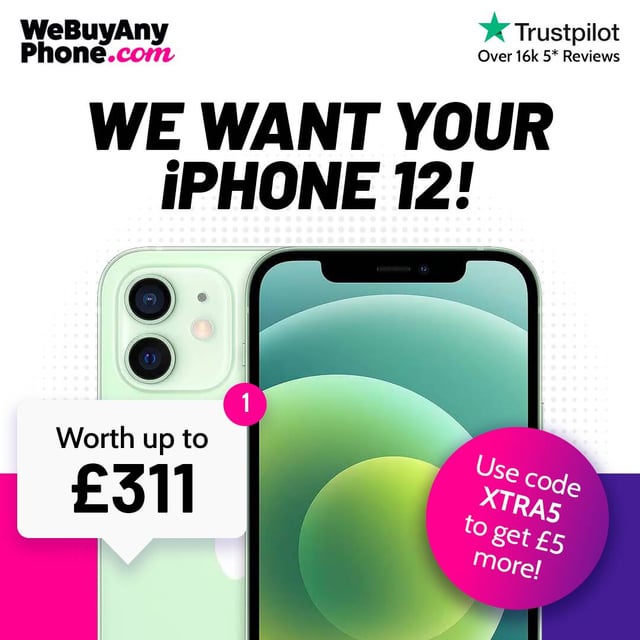 WeBuyAny
Phone.com
Trustpilot
Over 16k 5* Reviews
WE WANT YOUR
iPHONE 12!
1
Worth up to
£311
Use code
XTRA5
to get £5
more!